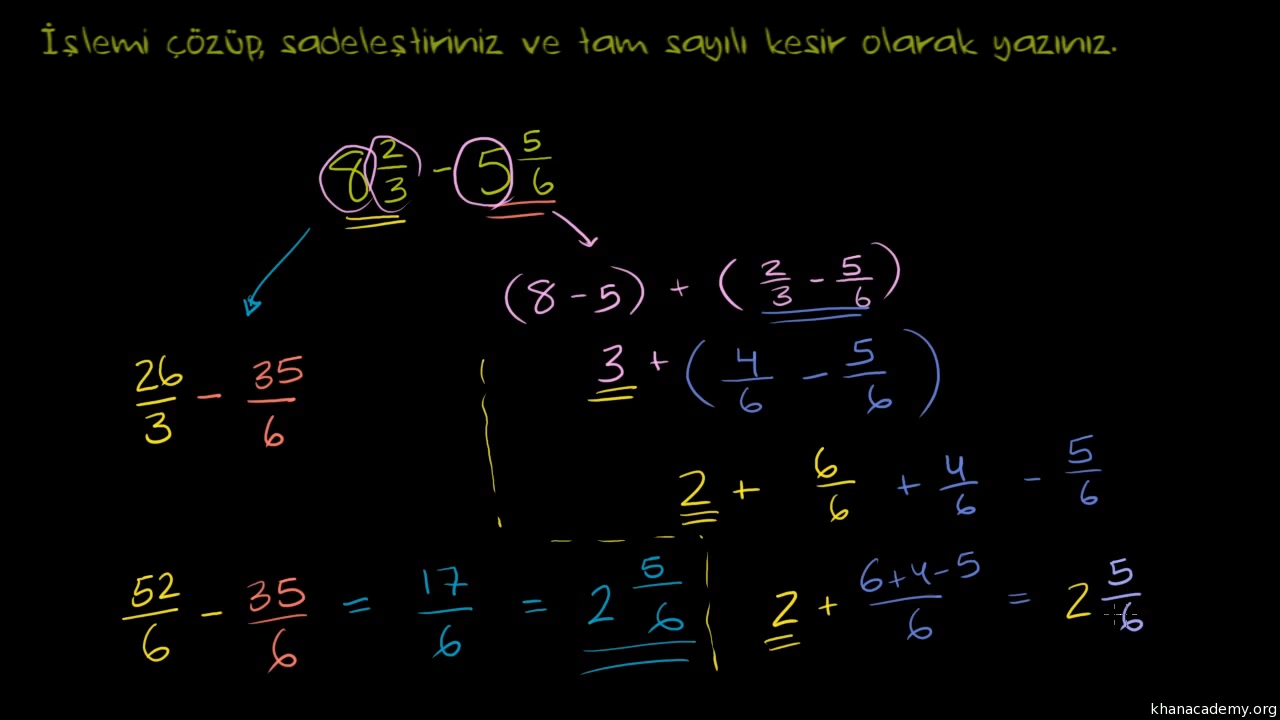 İşlemi çözüp, sadeleştiriniz ve tam sayılı kesir olarak yazınız.
8 2/3 - 5 5/6
(8 - 5) + (2/3 - 5/6)
26/3 - 35/6
3 + (4/6 - 5/6)
2 + 6/6 + 4/6 - 5/6
52/6 - 35/6 = 17/6 = 2 5/6
2 + 6+4-5/6 = 2 5/6
khanacademy.org